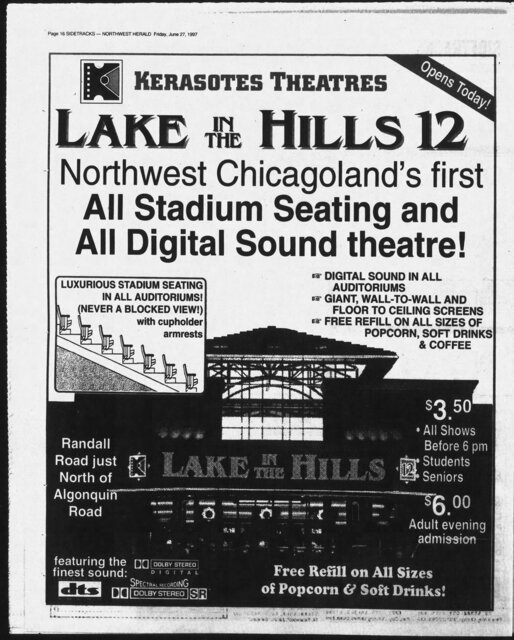 Page 16 SIDETRACKS — NORTHWEST HERALD Friday, June 27, 1997
Opens Today!
KERASOTES THEATRES
LAKE IN THE HILLS 12
Northwest Chicagoland's first
All Stadium Seating and
All Digital Sound theatre!
LUXURIOUS STADIUM SEATING
IN ALL AUDITORIUMS!
(NEVER A BLOCKED VIEW!)
with cupholder
armrests
DIGITAL SOUND IN ALL
AUDITORIUMS
GIANT, WALL-TO-WALL AND
FLOOR TO CEILING SCREENS
FREE REFILL ON ALL SIZES OF
POPCORN, SOFT DRINKS
& COFFEE
Randall
Road just
North of
Algonquin
Road
LAKE IN THE HILLS 12
$3.50
• All Shows
Before 6 pm
• Students
• Seniors
$6.00
Adult evening
admission
featuring the
finest sound:
dts
DOLBY STEREO
DIGITAL
SPECTRAL RECORDING
DOLBY STEREO SR
Free Refill on All Sizes
of Popcorn & Soft Drinks!